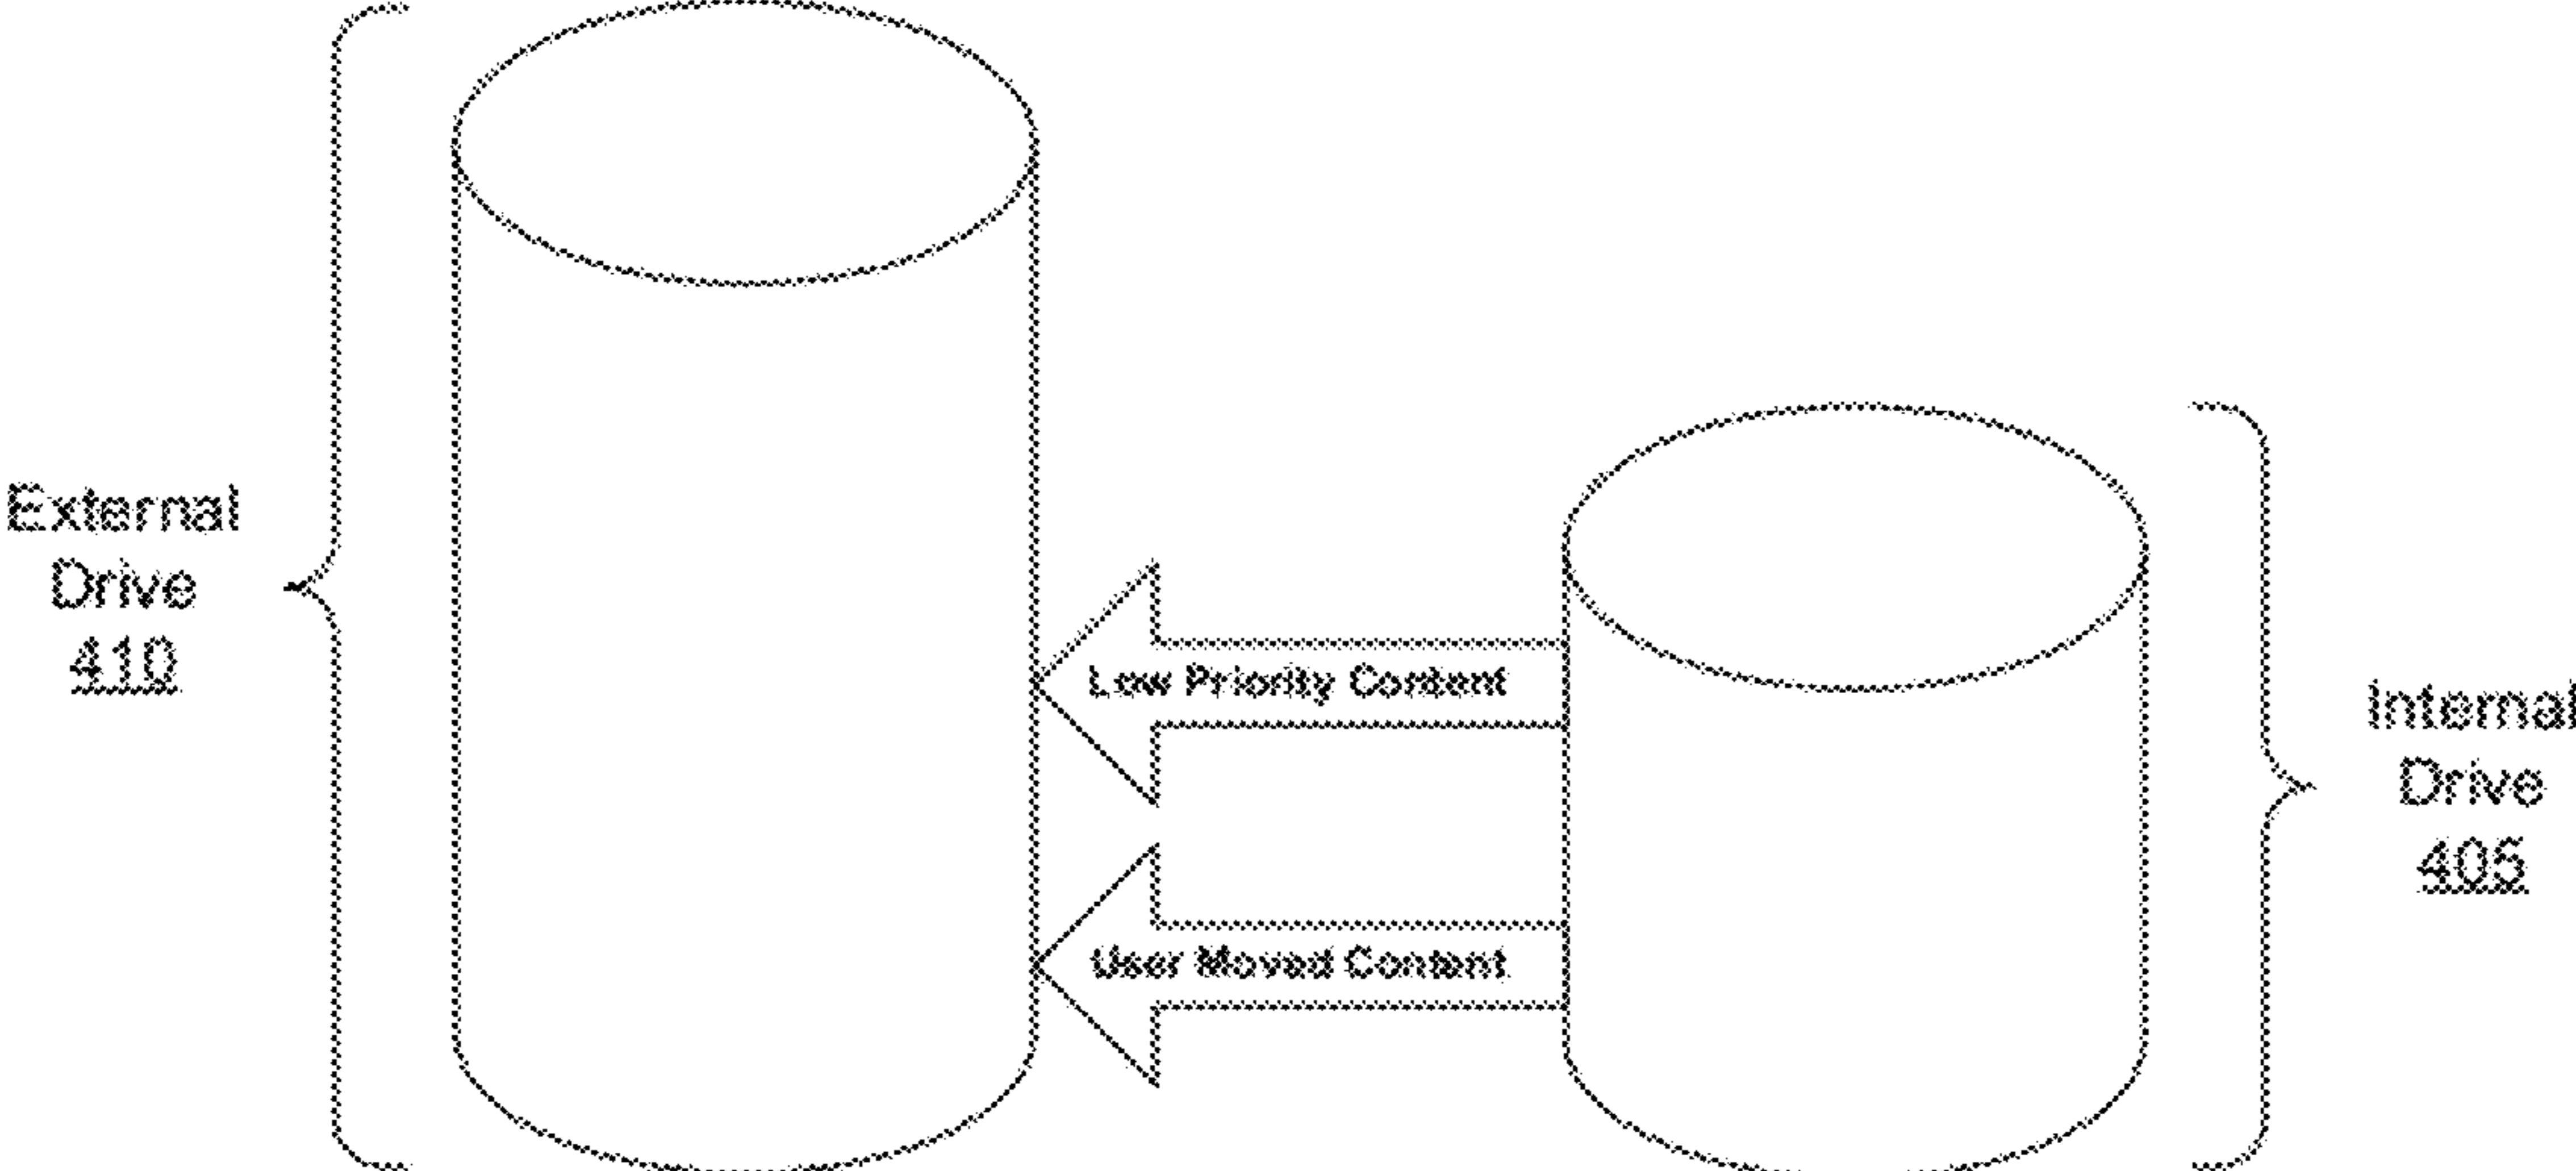 External
Drive
410
Low Priority Content
User Moved Content
Internal
Drive
405